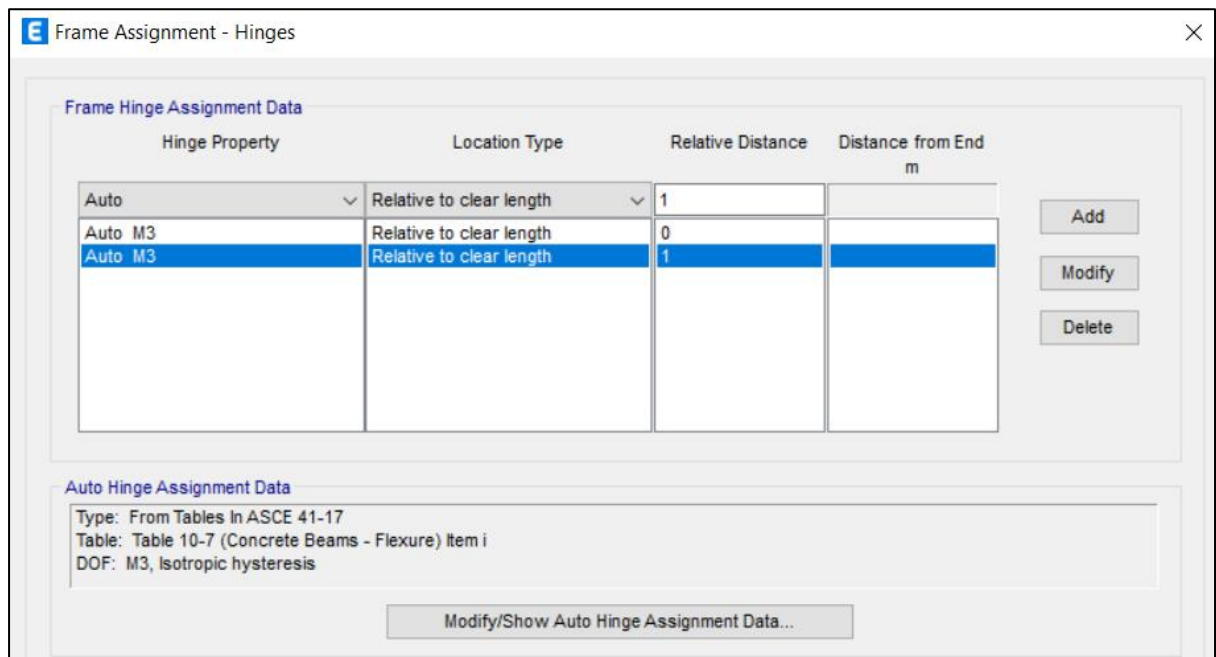 E Frame Assignment - Hinges
Frame Hinge Assignment Data
Hinge Property Location Type Relative Distance Distance from End
m
Auto Relative to clear length 1
Auto M3 Relative to clear length 0
Auto M3 Relative to clear length 1
Add
Modify
Delete
Auto Hinge Assignment Data
Type: From Tables In ASCE 41-17
Table: Table 10-7 (Concrete Beams - Flexure) Item i
DOF: M3, Isotropic hysteresis
Modify/Show Auto Hinge Assignment Data...